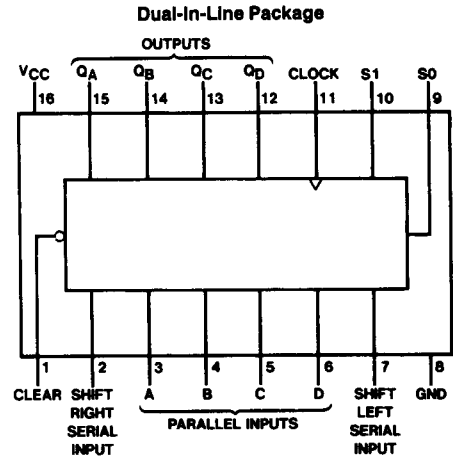 Dual-In-Line Package
OUTPUTS
VCC QA QB QC QD CLOCK S1 S0
16 15 14 13 12 11 10 9
1 2 3 4 5 6 7 8
CLEAR SHIFT RIGHT SERIAL INPUT A B C D SHIFT LEFT SERIAL INPUT GND
PARALLEL INPUTS